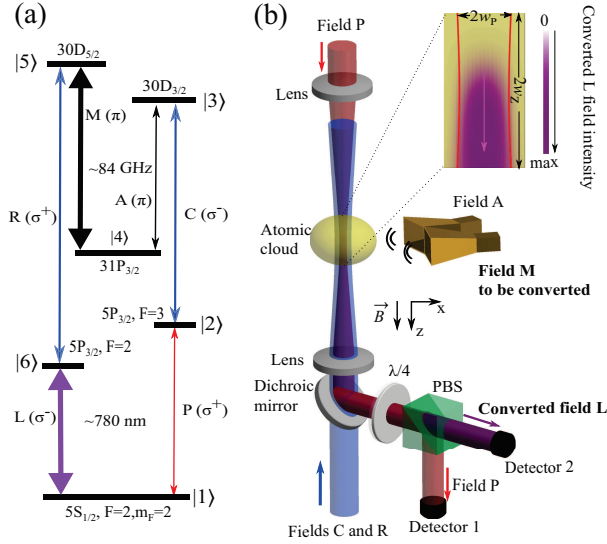 (a)
30D5/2
|5⟩
30D3/2
|3⟩
M (π)
~84 GHz
R (σ+)
A (π)
C (σ-)
|4⟩
31P3/2
5P3/2, F=3
|2⟩
5P3/2, F=2
|6⟩
L (σ-)
~780 nm
P (σ+)
|1⟩
5S1/2, F=2,mF=2
(b)
Field P
Lens
2wP
2wZ
0
max
x
Converted L field intensity
Atomic
cloud
Field A
Field M
to be converted
B
x
z
Lens
Dichroic
mirror
λ/4
PBS
Converted field L
Detector 2
Field P
Fields C and R
Detector 1